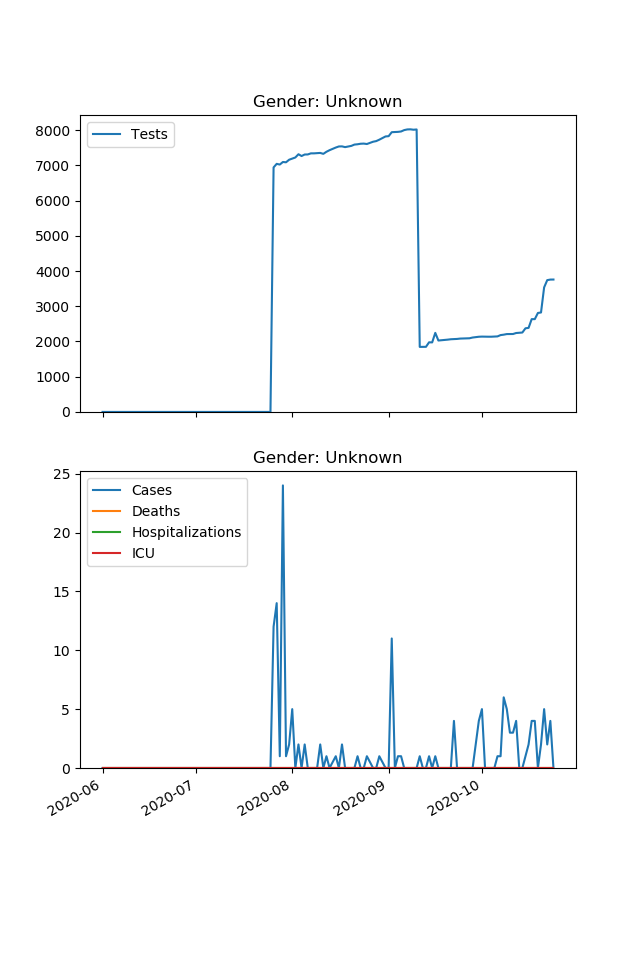 Gender: Unknown
Tests
8000
7000
6000
5000
4000
3000
2000
1000
0
Gender: Unknown
Cases
Deaths
Hospitalizations
ICU
25
20
15
10
5
0
2020-06
2020-07
2020-08
2020-09
2020-10